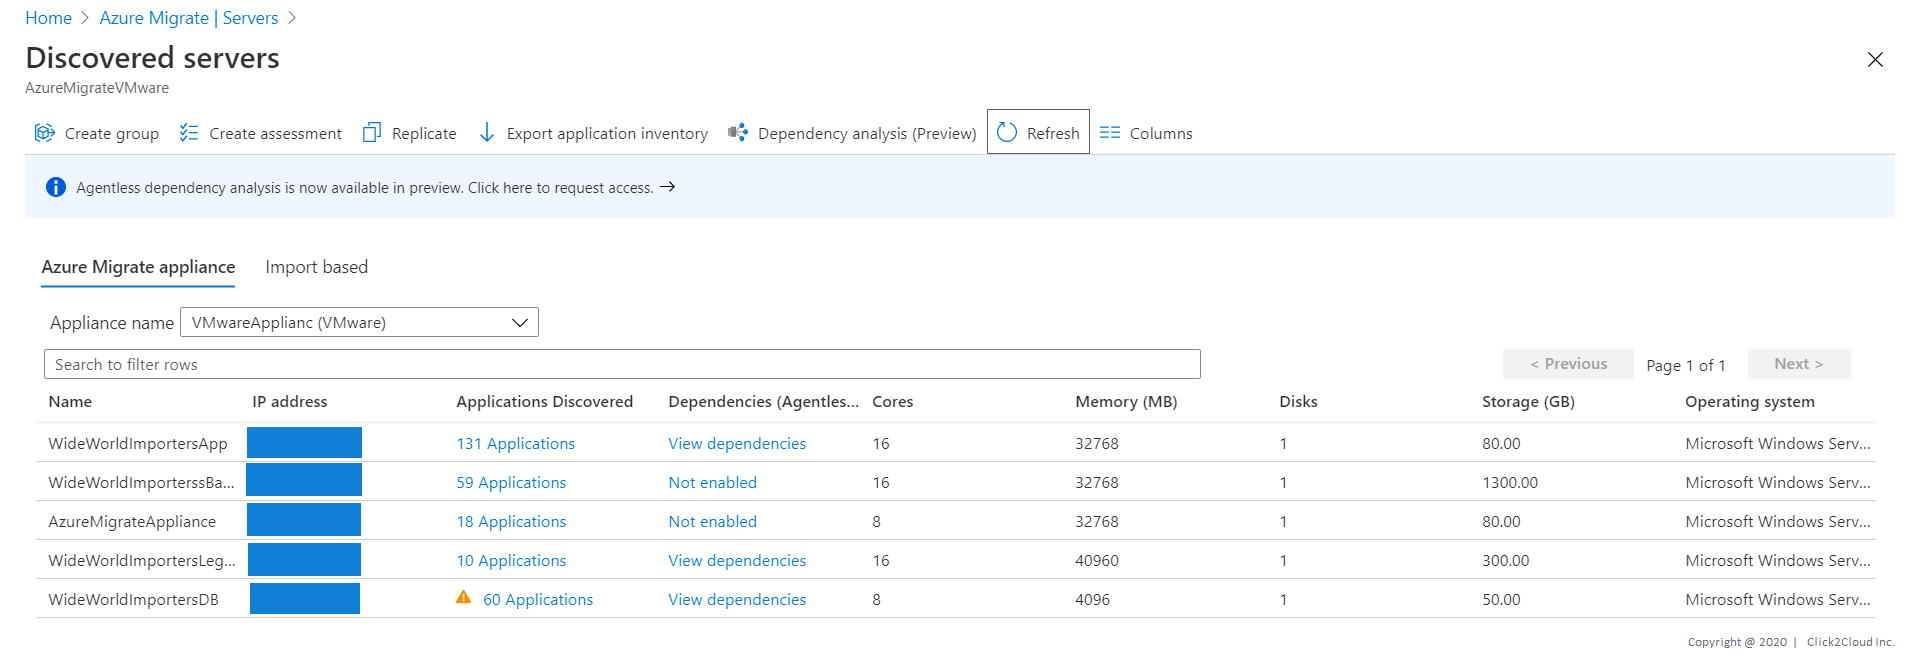 Home > Azure Migrate | Servers >
Discovered servers
AzureMigrateVMware
Create group Create assessment Replicate Export application inventory Dependency analysis (Preview) Refresh Columns
Agentless dependency analysis is now available in preview. Click here to request access. →
Azure Migrate appliance Import based
Appliance name VMwareApplianc (VMware)
Search to filter rows < Previous Page 1 of 1 Next >
Name IP address Applications Discovered Dependencies (Agentles... Cores Memory (MB) Disks Storage (GB) Operating system
WideWorldImportersApp 131 Applications View dependencies 16 32768 1 80.00 Microsoft Windows Serv...
WideWorldImporterssBa... 59 Applications Not enabled 16 32768 1 1300.00 Microsoft Windows Serv...
AzureMigrateAppliance 18 Applications Not enabled 8 32768 1 80.00 Microsoft Windows Serv...
WideWorldImportersLeg... 10 Applications View dependencies 16 40960 1 300.00 Microsoft Windows Serv...
WideWorldImportersDB 60 Applications View dependencies 8 4096 1 50.00 Microsoft Windows Serv...
Copyright @ 2020 | Click2Cloud Inc.